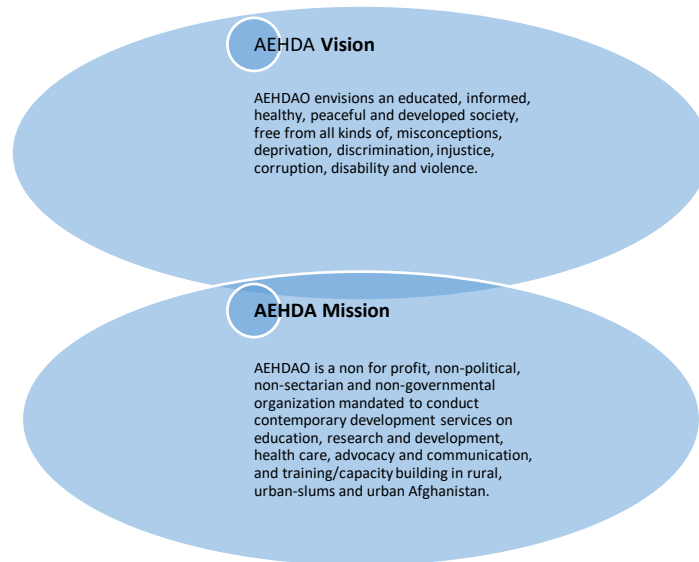 AEHDA Vision
AEHDAO envisions an educated, informed,
healthy, peaceful and developed society,
free from all kinds of, misconceptions,
deprivation, discrimination, injustice,
corruption, disability and violence.
AEHDA Mission
AEHDAO is a non for profit, non-political,
non-sectarian and non-governmental
organization mandated to conduct
contemporary development services on
education, research and development,
health care, advocacy and communication,
and training/capacity building in rural,
urban-slums and urban Afghanistan.